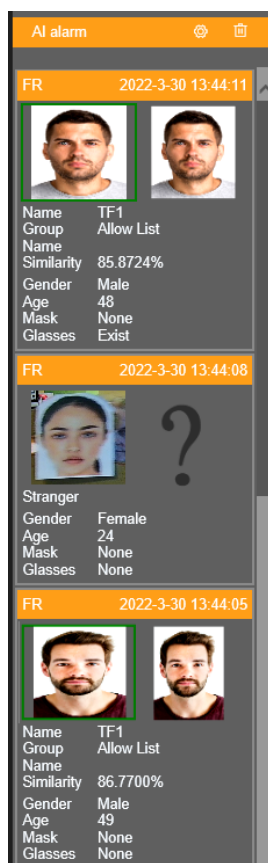 AI alarm
FR 2022-3-30 13:44:11
Name TF1
Group Allow List
Name
Similarity 85.8724%
Gender Male
Age 48
Mask None
Glasses Exist
FR 2022-3-30 13:44:08
?
Stranger
Gender Female
Age 24
Mask None
Glasses None
FR 2022-3-30 13:44:05
Name TF1
Group Allow List
Name
Similarity 86.7700%
Gender Male
Age 49
Mask None
Glasses None